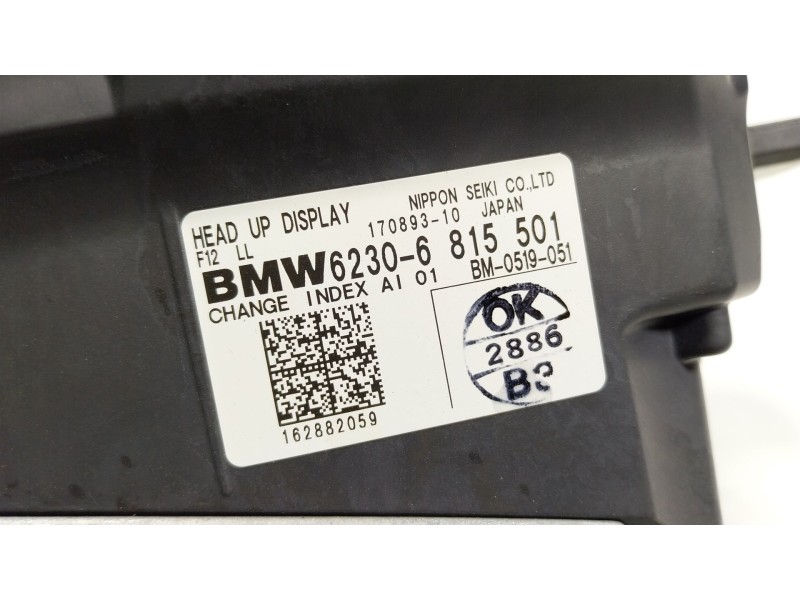 HEAD UP DISPLAY NIPPON SEIKI CO.,LTD
F12 LL 170893-10 JAPAN
BMW6230-6 815 501
CHANGE INDEX AI 01 BM-0519-051
OK
2886
B3
162882059